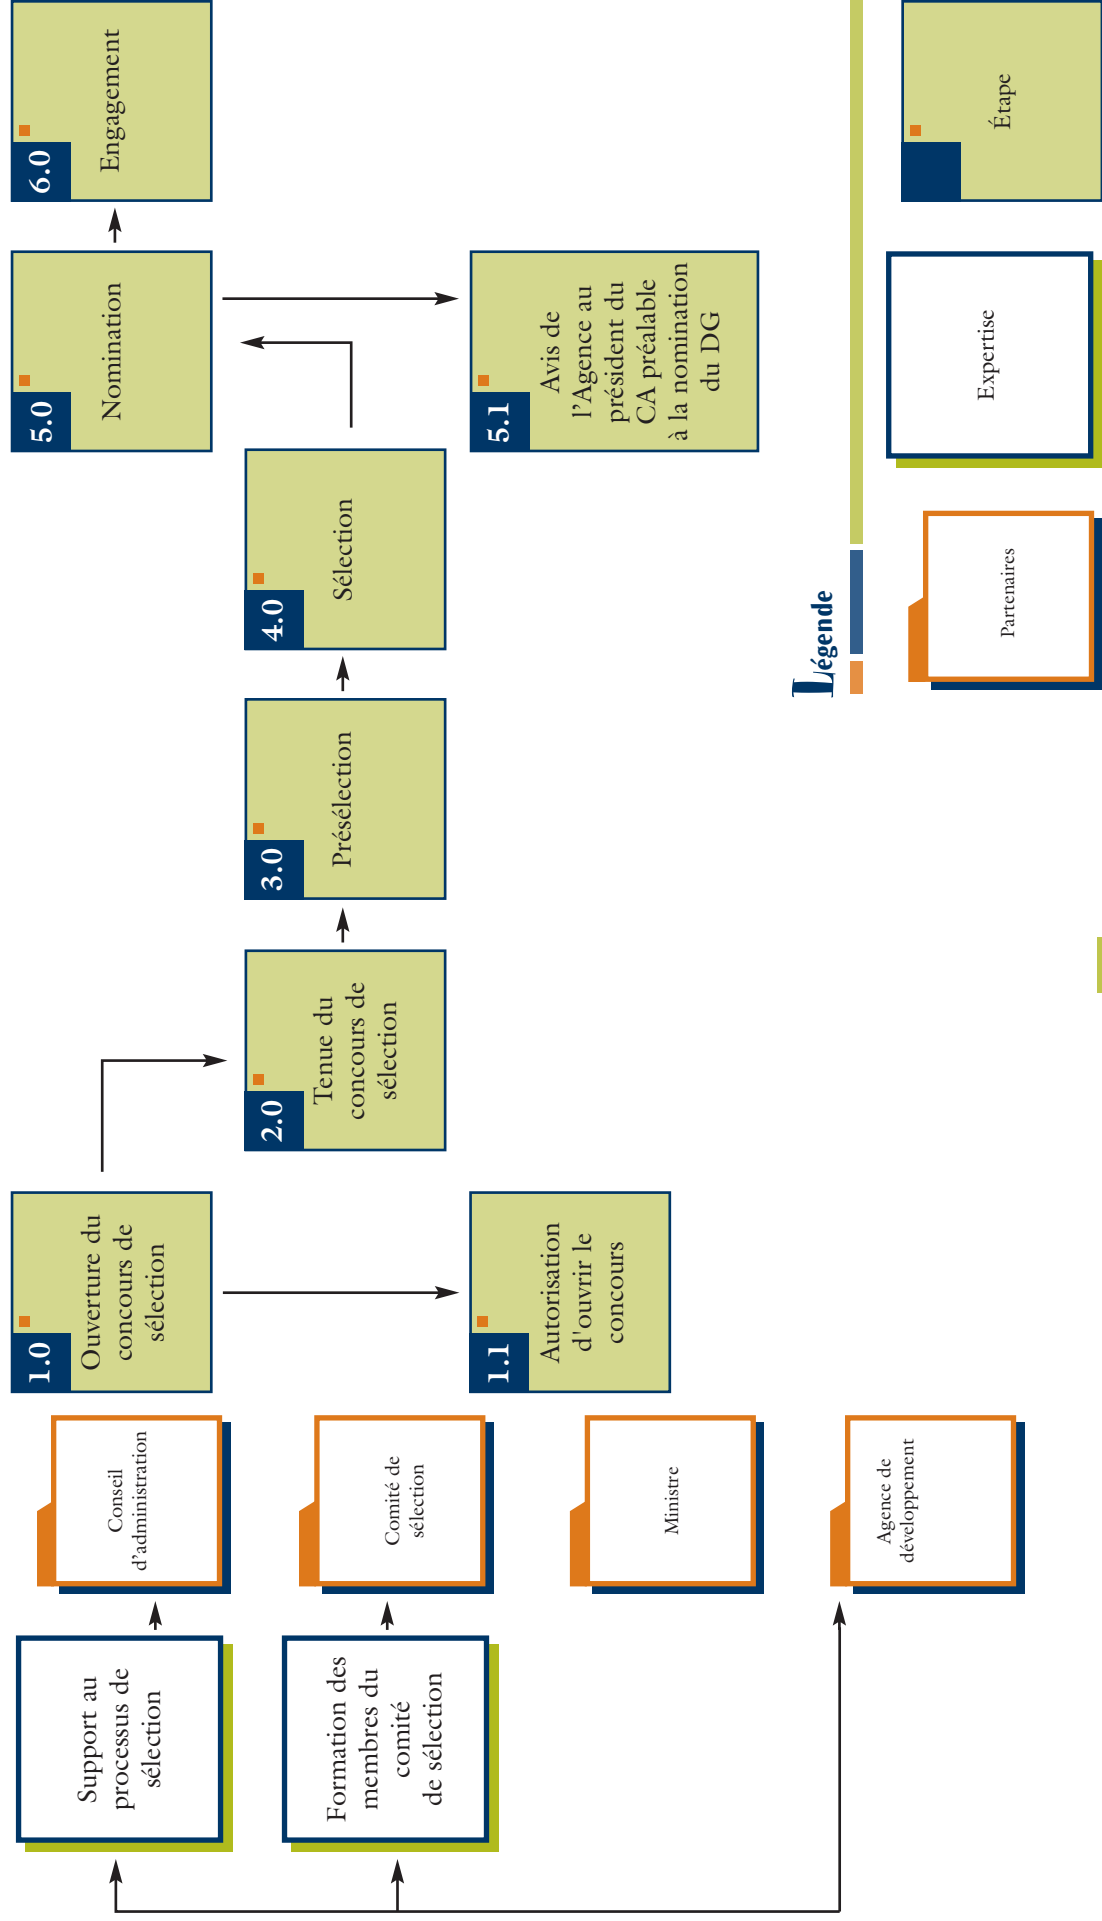 Support au
processus de
sélection
Conseil
d’administration
1.0
Ouverture du
concours de
sélection
5.0
Nomination
6.0
Engagement
Formation des
membres du
comité
de sélection
Comité de
sélection
2.0
Tenue du
concours de
sélection
3.0
Présélection
4.0
Sélection
Ministre
1.1
Autorisation
d'ouvrir le
concours
5.1
Avis de
l’Agence au
président du
CA préalable
à la nomination
du DG
Agence de
développement
Légende
Partenaires
Expertise
Étape